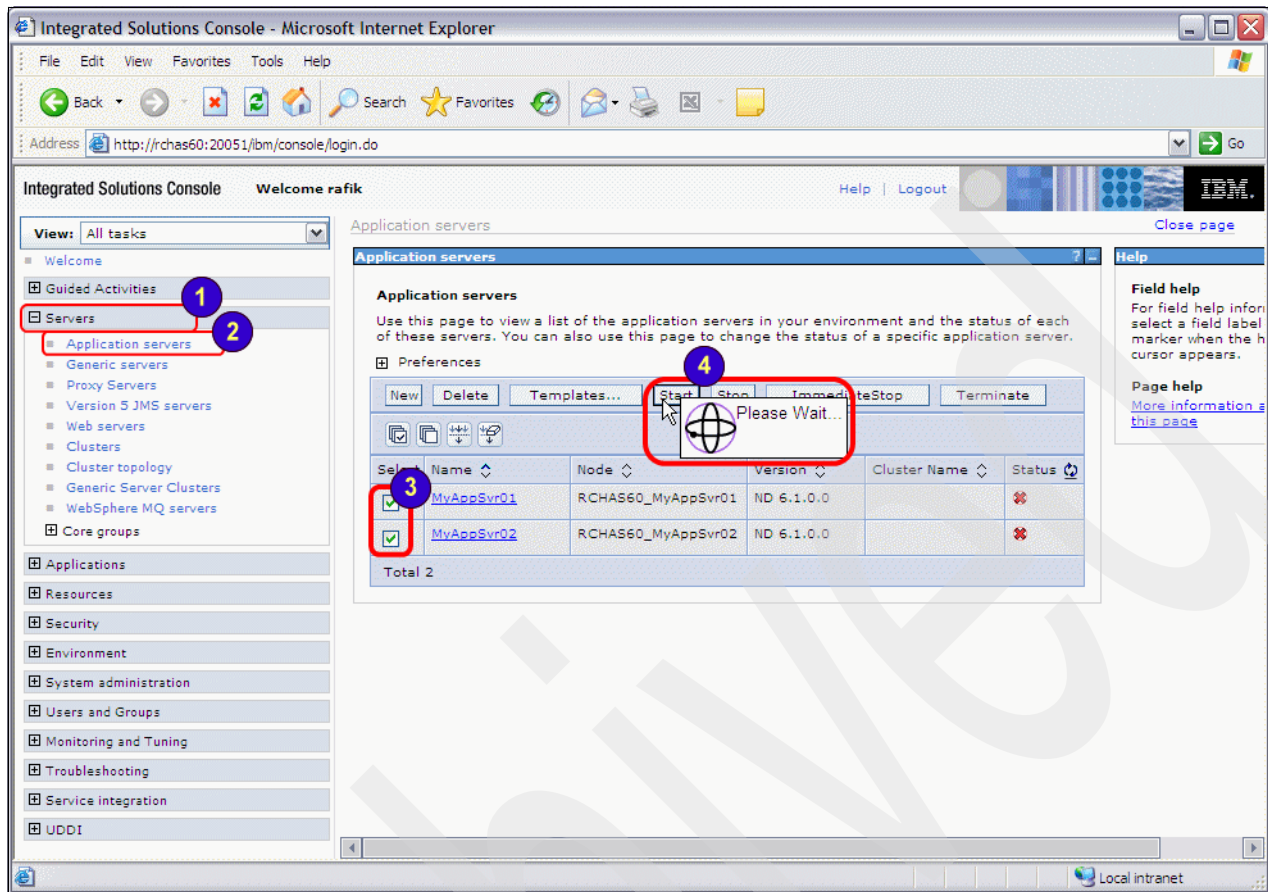 Integrated Solutions Console - Microsoft Internet Explorer
File Edit View Favorites Tools Help
Back Search Favorites
Address http://rchas60:20051/ibm/console/login.do Go
Integrated Solutions Console Welcome rafik Help | Logout IBM.
View: All tasks
Welcome
Guided Activities
1
Servers
2
Application servers
Generic servers
Proxy Servers
Version 5 JMS servers
Web servers
Clusters
Cluster topology
Generic Server Clusters
WebSphere MQ servers
Core groups
Applications
Resources
Security
Environment
System administration
Users and Groups
Monitoring and Tuning
Troubleshooting
Service integration
UDDI
Application servers Close page
Application servers ? -
Application servers
Use this page to view a list of the application servers in your environment and the status of each
of these servers. You can also use this page to change the status of a specific application server.
Preferences
4
New Delete Templates... Start Stop ImmediateStop Terminate
Please Wait...
Select Name Node Version Cluster Name Status
3
MyAppSvr01 RCHAS60_MyAppSvr01 ND 6.1.0.0
MyAppSvr02 RCHAS60_MyAppSvr02 ND 6.1.0.0
Total 2
Help
Field help
For field help
select a field label
marker when the
cursor appears.
Page help
More information
this page
Local intranet